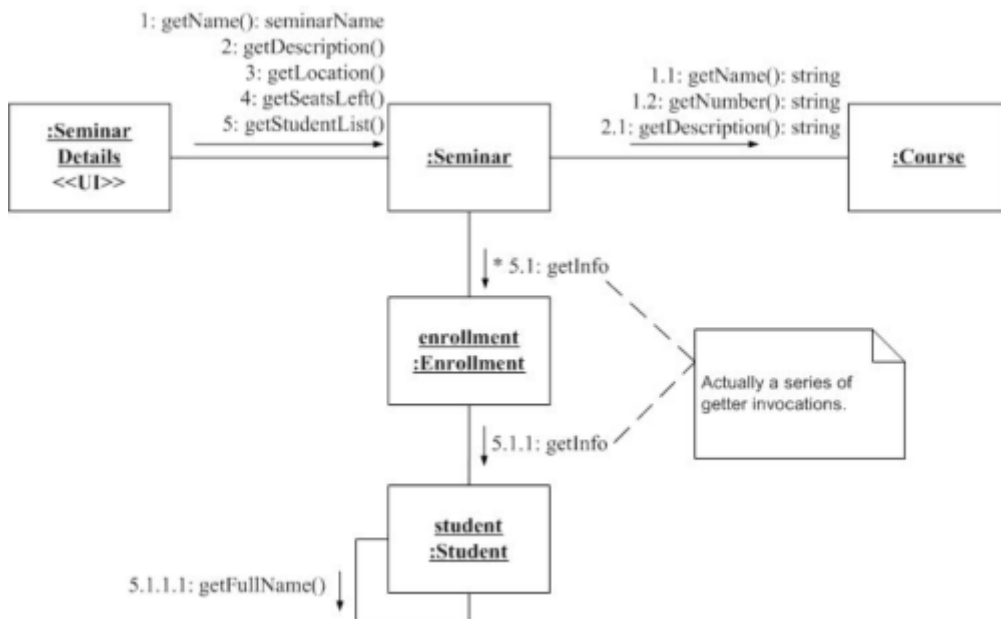 1: getName(): seminarName
2: getDescription()
3: getLocation()
4: getSeatsLeft()
5: getStudentList()
1.1: getName(): string
1.2: getNumber(): string
2.1: getDescription(): string
:Seminar
Details
<<UI>>
:Seminar
:Course
* 5.1: getInfo
enrollment
:Enrollment
Actually a series of
getter invocations.
5.1.1: getInfo
student
:Student
5.1.1.1: getFullName()